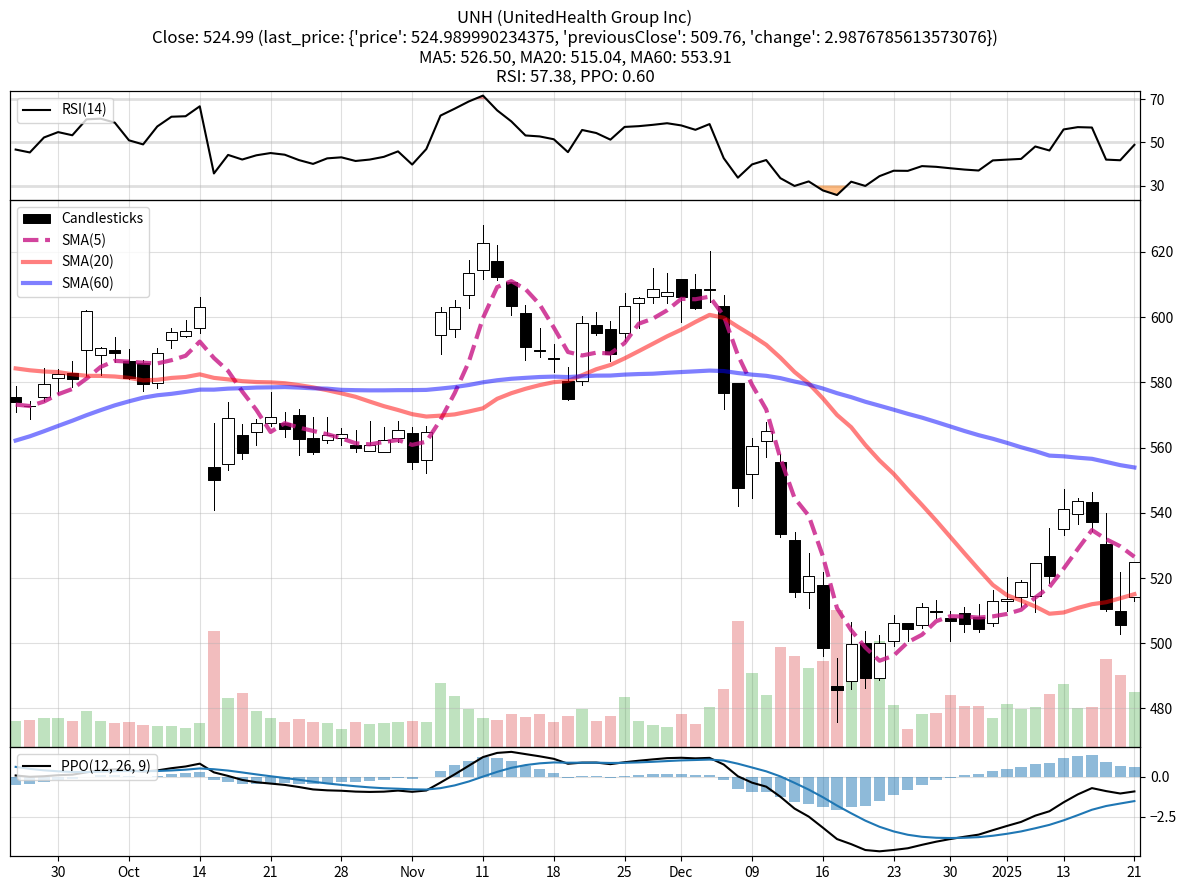 UNH (UnitedHealth Group Inc)
Close: 524.99 (last_price: {'price': 524.989990234375, 'previousClose': 509.76, 'change': 2.9876785613573076})
MA5: 526.50, MA20: 515.04, MA60: 553.91
RSI: 57.38, PPO: 0.60
RSI(14)
70
50
30
Candlesticks
SMA(5)
SMA(20)
SMA(60)
620
600
580
560
540
520
500
480
PPO(12, 26, 9)
0.0
−2.5
30 Oct 14 21 28 Nov 11 18 25 Dec 09 16 23 30 2025 13 21